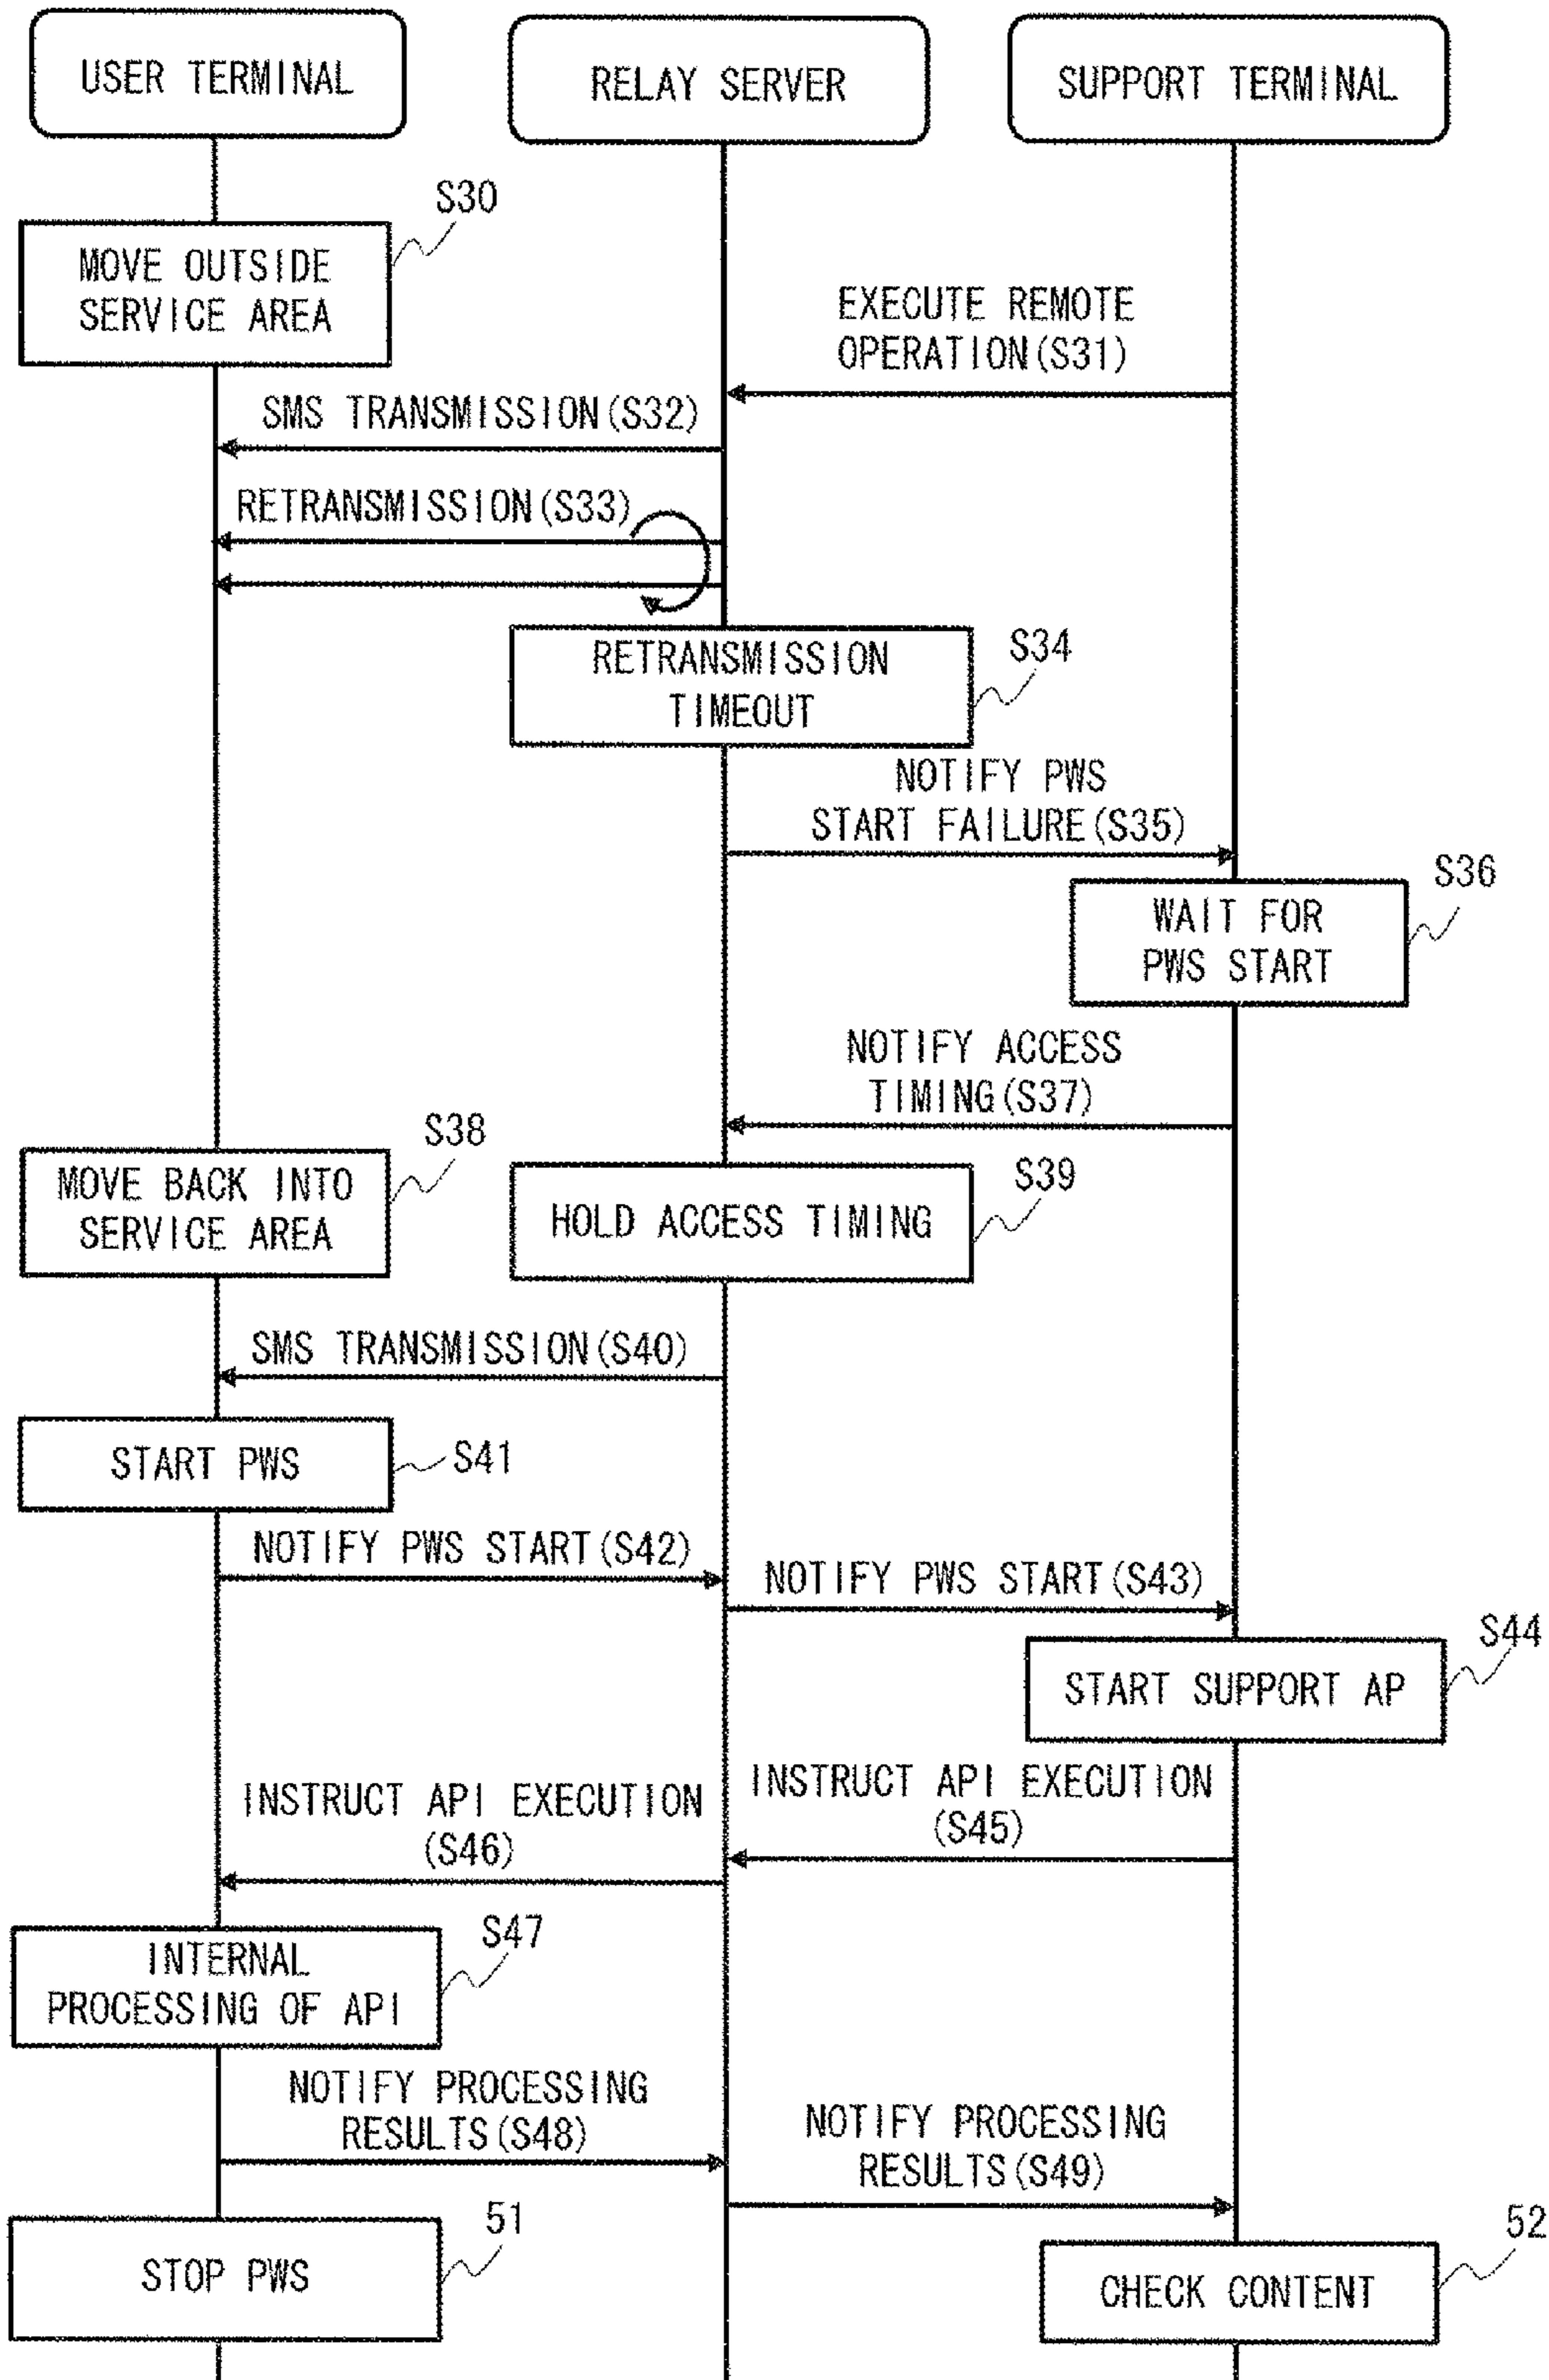 USER TERMINAL
RELAY SERVER
SUPPORT TERMINAL
S30
MOVE OUTSIDE
SERVICE AREA
EXECUTE REMOTE
OPERATION(S31)
SMS TRANSMISSION(S32)
RETRANSMISSION(S33)
RETRANSMISSION
TIMEOUT
S34
NOTIFY PWS
START FAILURE(S35)
S36
WAIT FOR
PWS START
NOTIFY ACCESS
TIMING(S37)
S38
MOVE BACK INTO
SERVICE AREA
S39
HOLD ACCESS TIMING
SMS TRANSMISSION(S40)
START PWS
S41
NOTIFY PWS START(S42)
NOTIFY PWS START(S43)
S44
START SUPPORT AP
INSTRUCT API EXECUTION
(S45)
INSTRUCT API EXECUTION
(S46)
S47
INTERNAL
PROCESSING OF API
NOTIFY PROCESSING
RESULTS(S48)
NOTIFY PROCESSING
RESULTS(S49)
51
STOP PWS
52
CHECK CONTENT